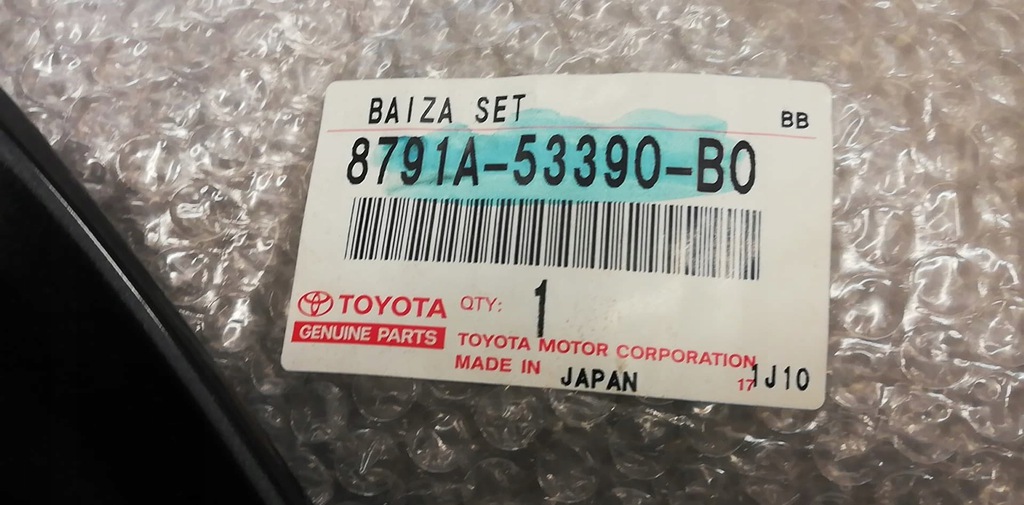 BAIZA SET
BB
8791A-53390-B0
TOYOTA
QTY: 1
GENUINE PARTS
TOYOTA MOTOR CORPORATION
MADE IN JAPAN
17 1J10